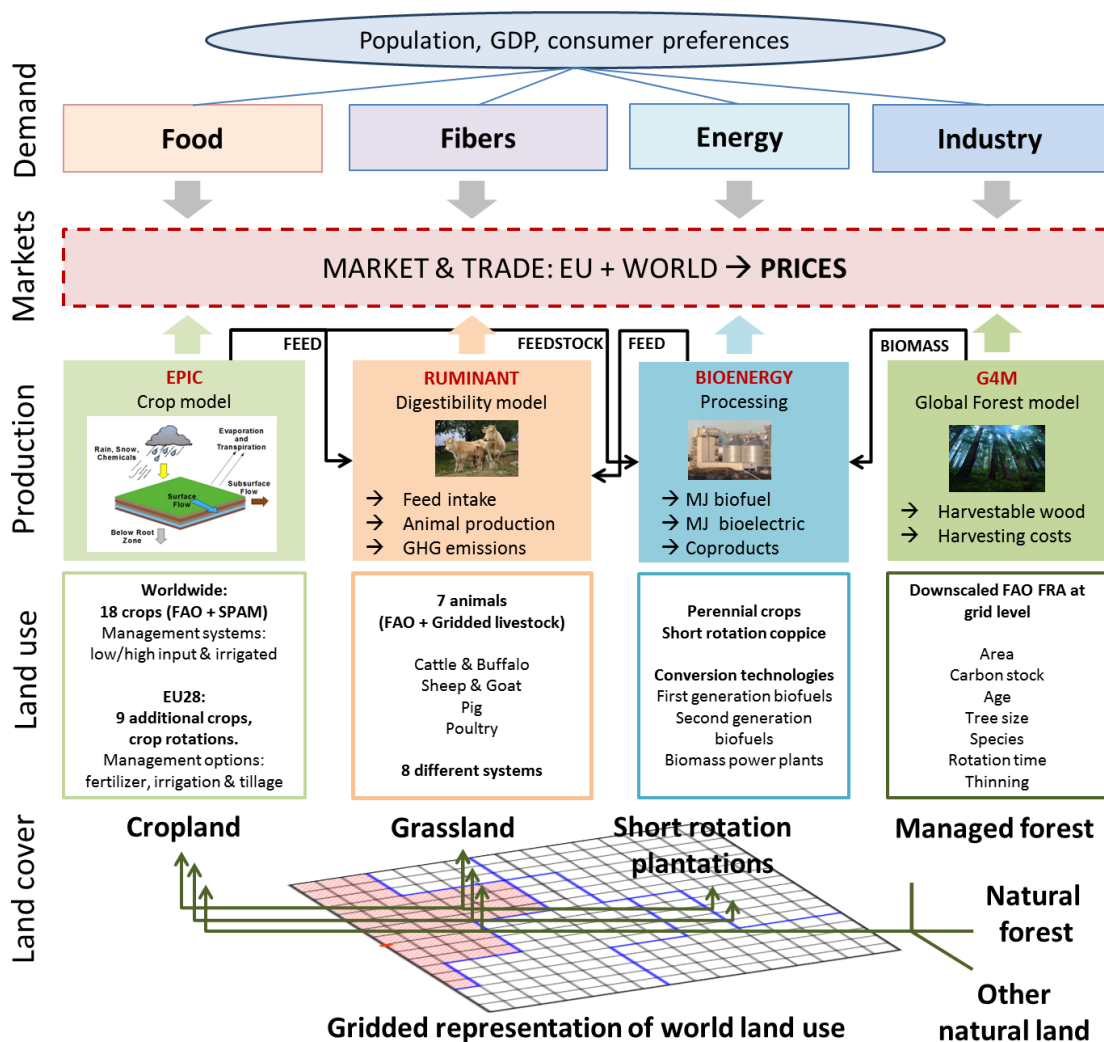 Population, GDP, consumer preferences
Demand
Food
Fibers
Energy
Industry
Markets
MARKET & TRADE: EU + WORLD → PRICES
FEED
FEEDSTOCK
FEED
BIOMASS
Production
EPIC
Crop model
Rain, Snow,
Chemicals
Evaporation
and
Transpiration
Subsurface
Flow
Surface
Flow
Below Root
Zone
RUMINANT
Digestibility model
→ Feed intake
→ Animal production
→ GHG emissions
BIOENERGY
Processing
→ MJ biofuel
→ MJ bioelectric
→ Coproducts
G4M
Global Forest model
→ Harvestable wood
→ Harvesting costs
Land use
Worldwide:
18 crops (FAO + SPAM)
Management systems:
low/high input & irrigated
EU28:
9 additional crops,
crop rotations.
Management options:
fertilizer, irrigation & tillage
7 animals
(FAO + Gridded livestock)
Cattle & Buffalo
Sheep & Goat
Pig
Poultry
8 different systems
Perennial crops
Short rotation coppice
Conversion technologies
First generation biofuels
Second generation
biofuels
Biomass power plants
Downscaled FAO FRA at
grid level
Area
Carbon stock
Age
Tree size
Species
Rotation time
Thinning
Land cover
Cropland
Grassland
Short rotation
plantations
Managed forest
Natural
forest
Other
natural land
Gridded representation of world land use